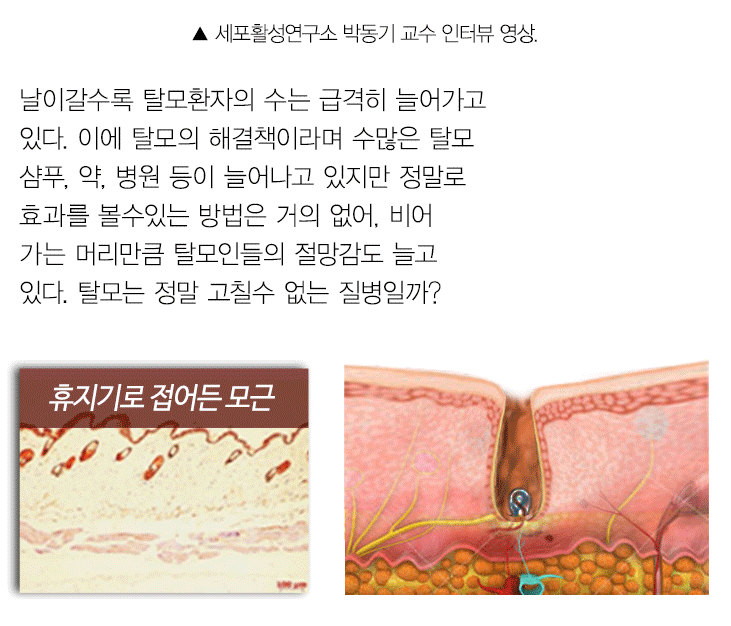 ▲ 세포활성연구소 박동기 교수 인터뷰 영상.
날이갈수록 탈모환자의 수는 급격히 늘어가고
있다. 이에 탈모의 해결책이라며 수많은 탈모
샴푸, 약, 병원 등이 늘어나고 있지만 정말로
효과를 볼수있는 방법은 거의 없어, 비어
가는 머리만큼 탈모인들의 절망감도 늘고
있다. 탈모는 정말 고칠수 없는 질병일까?
휴지기로 접어든 모근